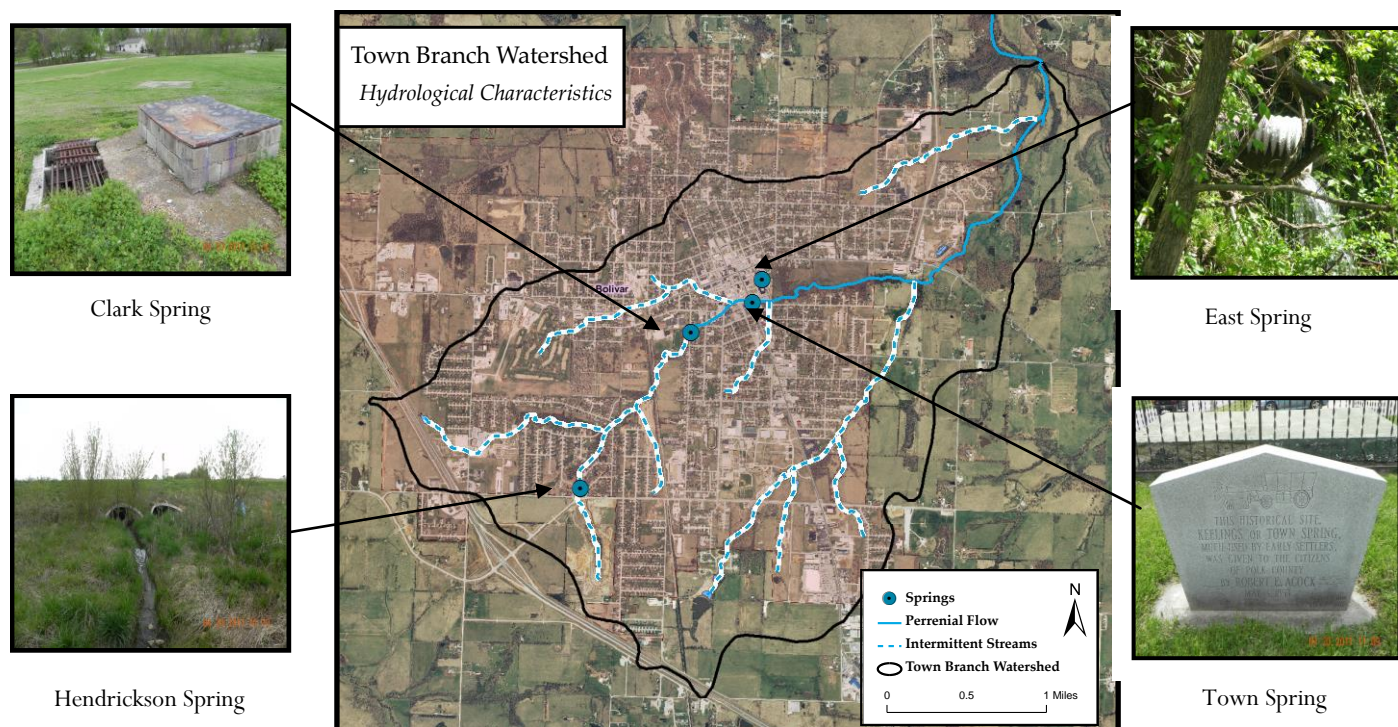 Town Branch Watershed
Hydrological Characteristics
Clark Spring
East Spring
Bolivar
Hendrickson Spring
THIS HISTORICAL SITE
KEELINGS OR TOWN SPRING,
MUCH USED BY EARLY SETTLERS,
WAS GIVEN TO THE CITIZENS
OF POLK COUNTY
BY ROBERT E. ACOCK
Town Spring
N
Springs
Perrenial Flow
Intermittent Streams
Town Branch Watershed
0 0.5 1 Miles